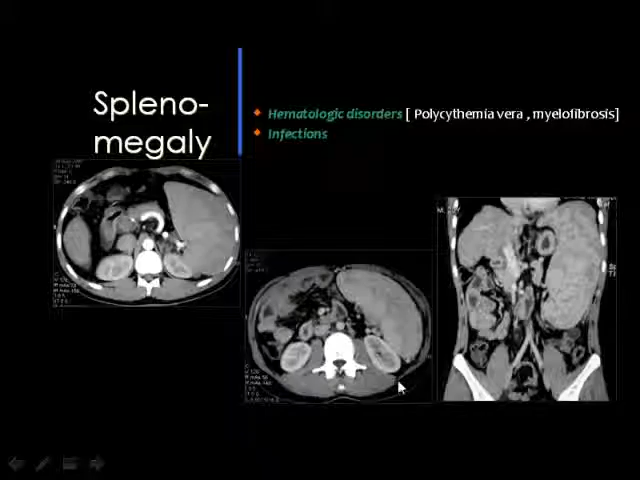 Spleno-
megaly
Hematologic disorders [ Polycythemia vera , myelofibrosis]
Infections